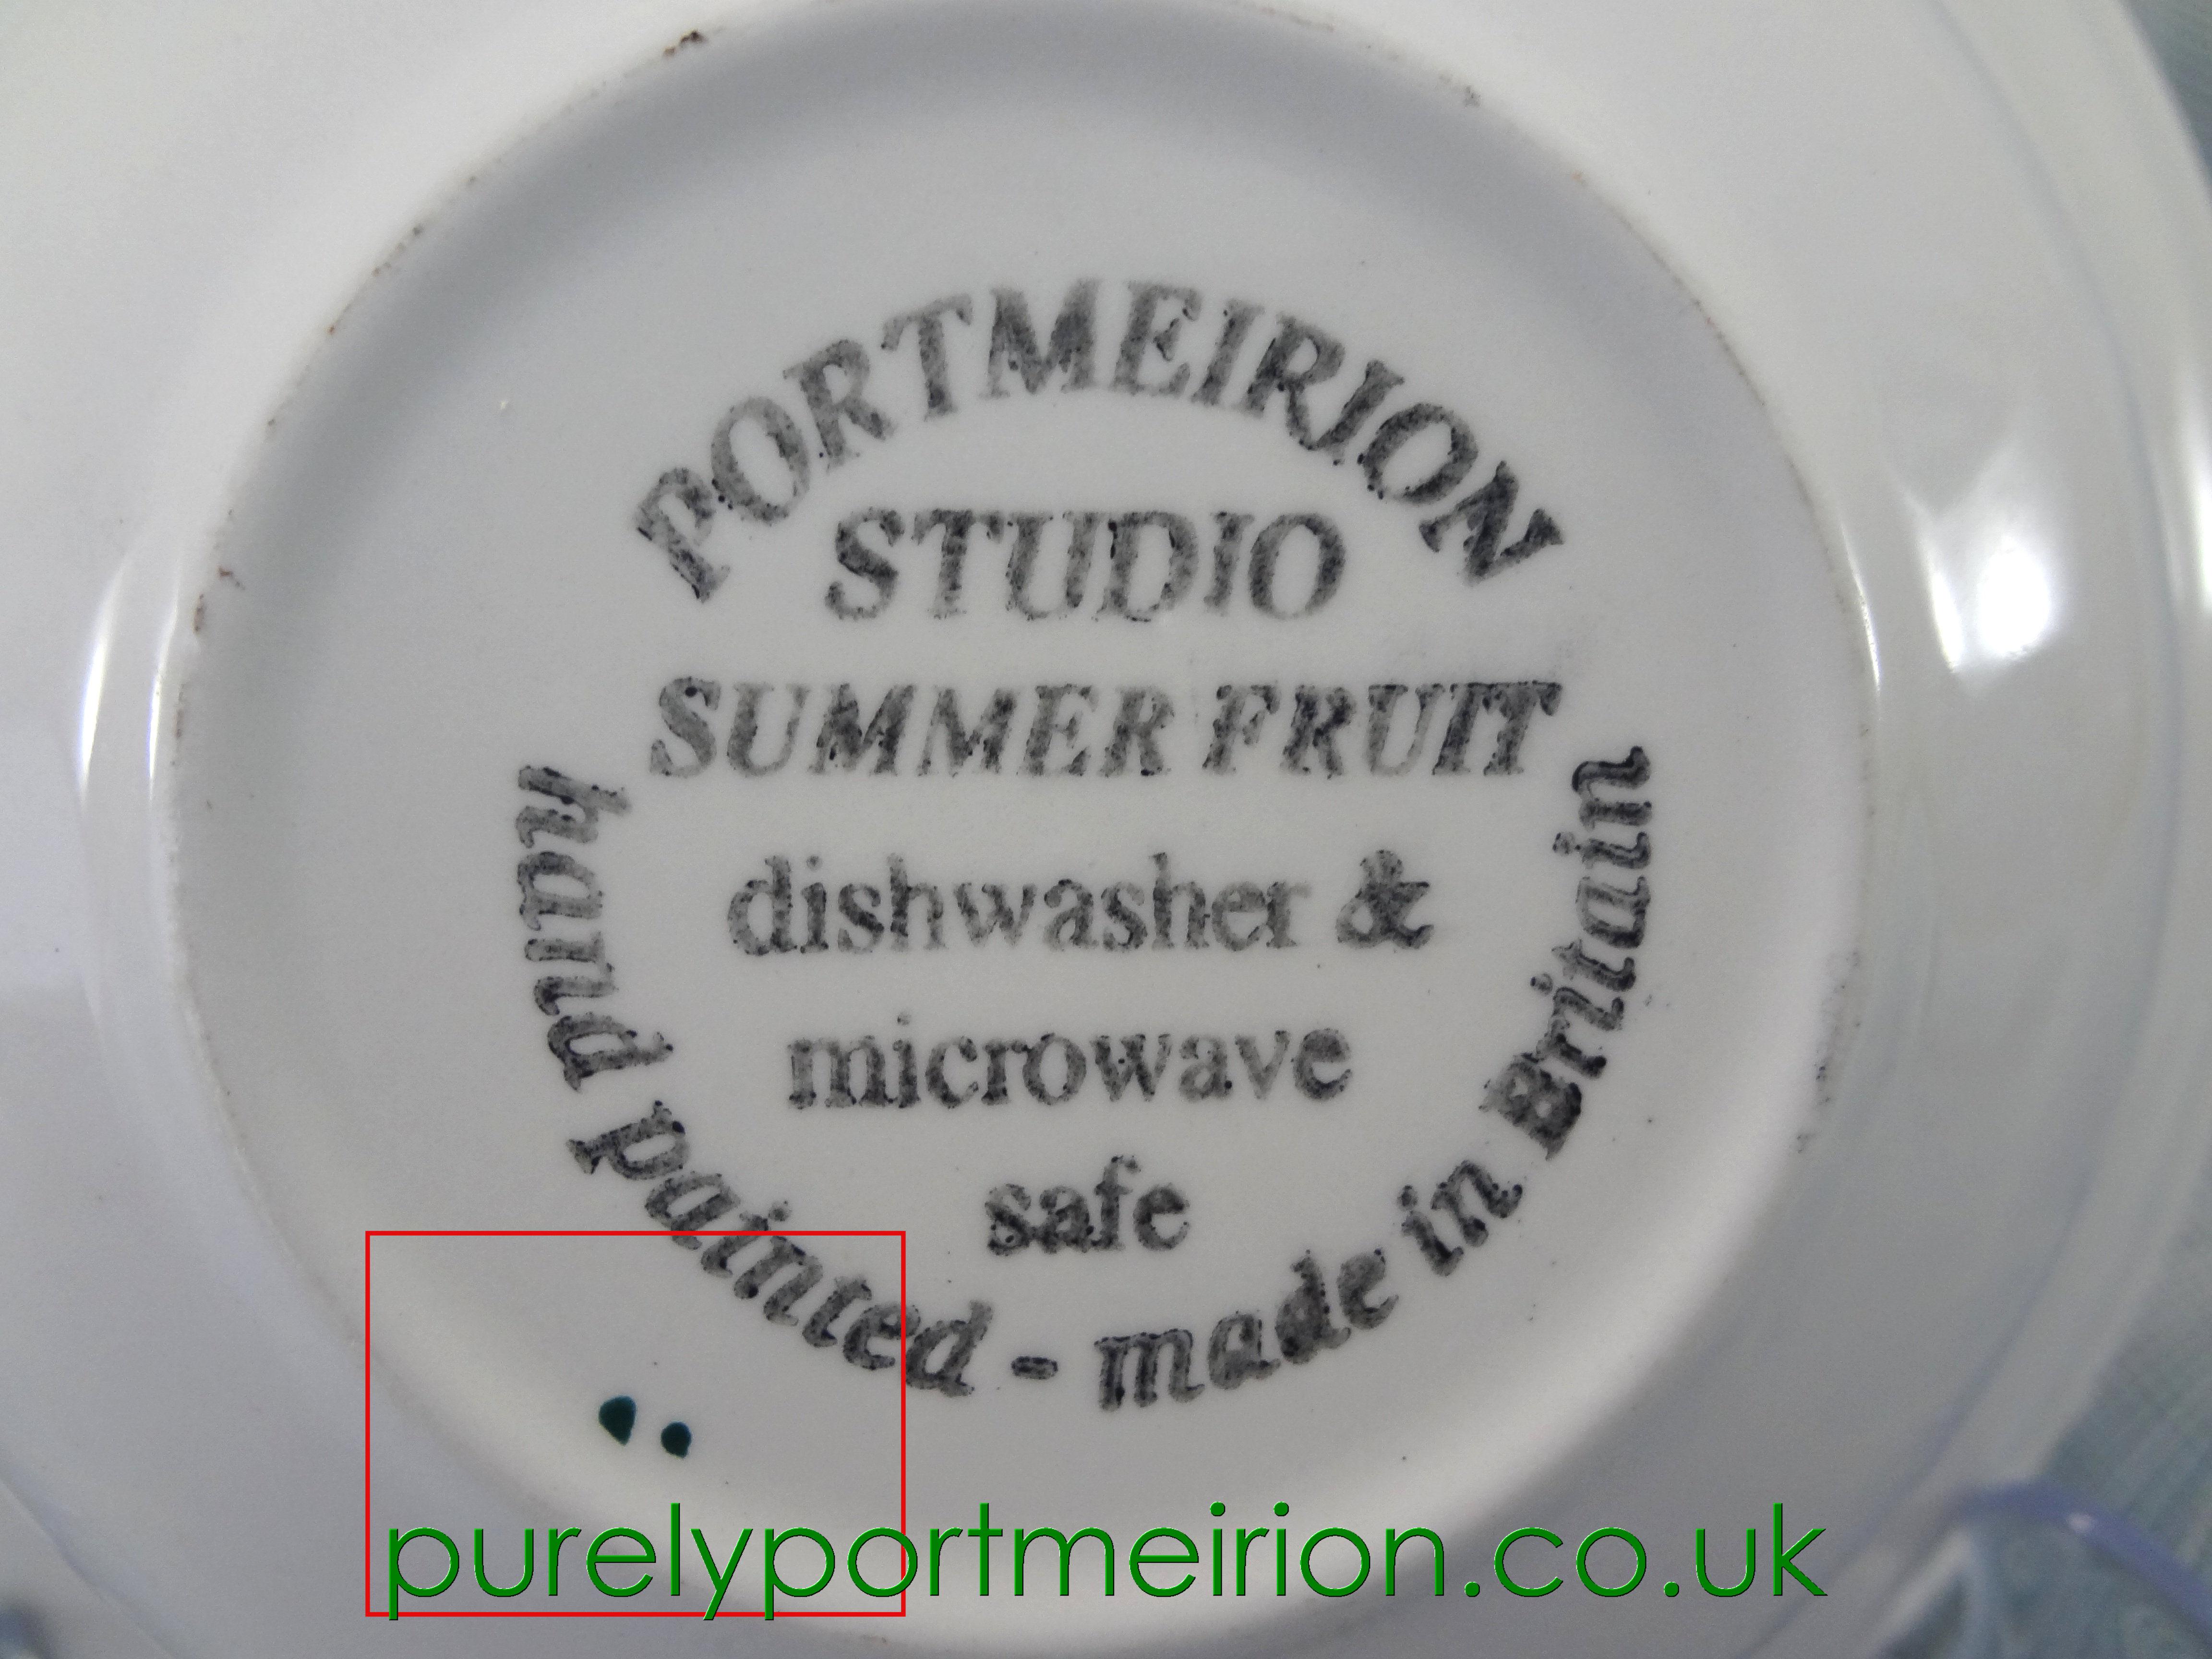 PORTMEIRION
STUDIO
SUMMER FRUIT
dishwasher &
microwave
safe
hand painted - made in Britain
purelyportmeirion.co.uk